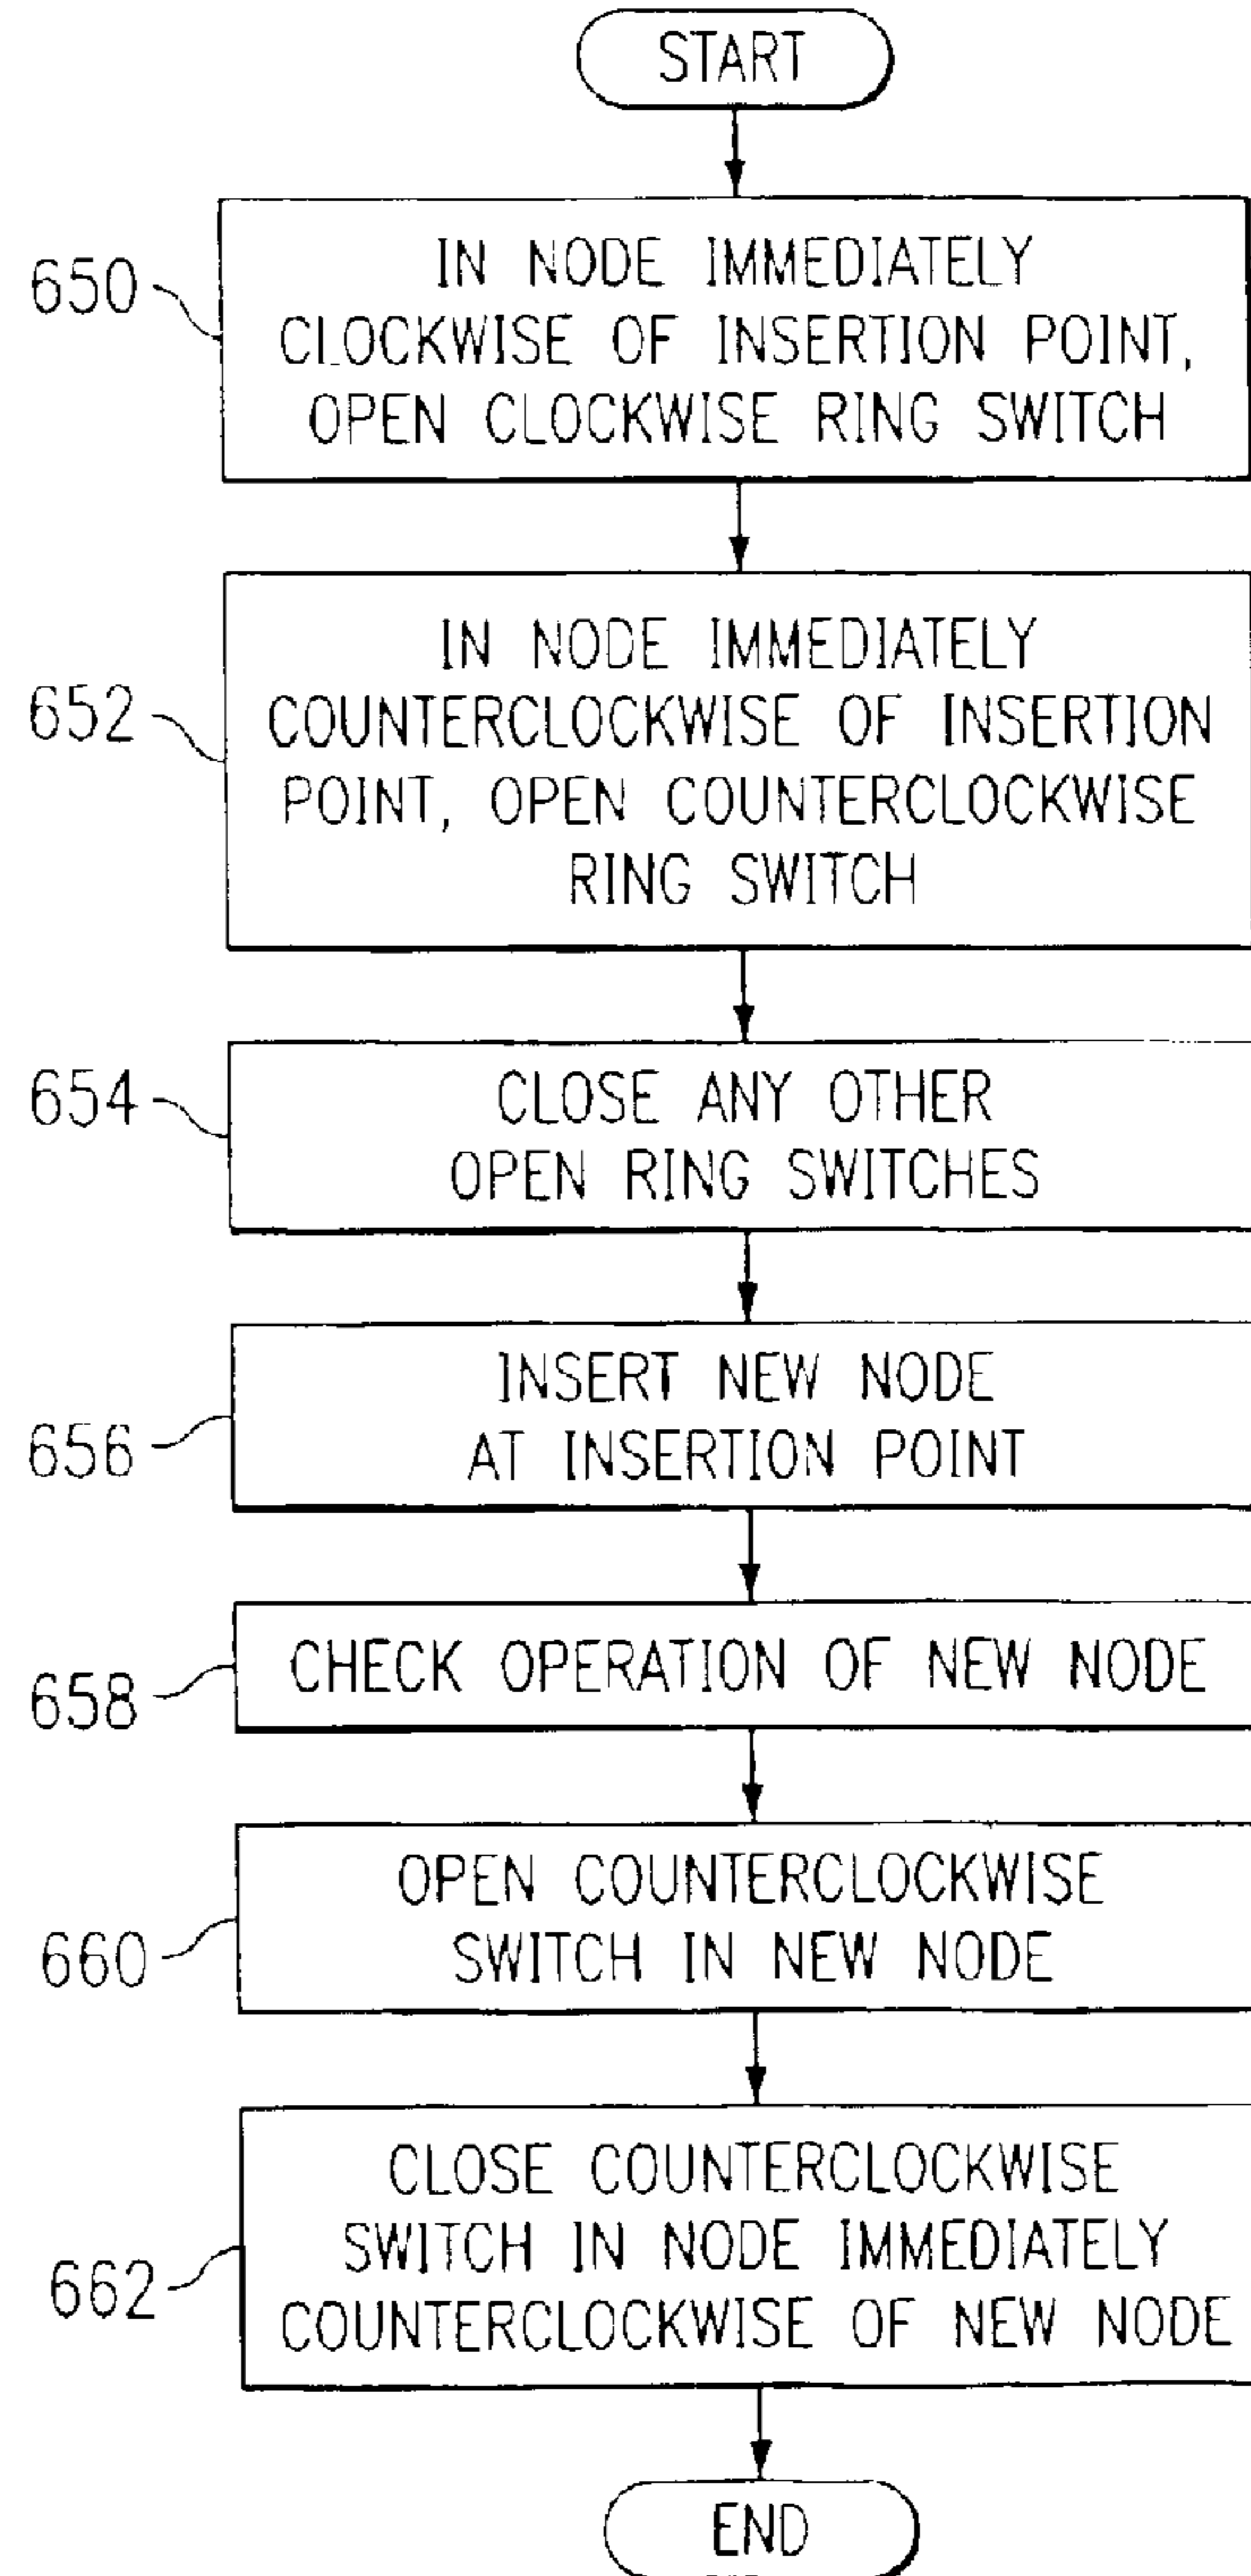 START
650
IN NODE IMMEDIATELY
CLOCKWISE OF INSERTION POINT,
OPEN CLOCKWISE RING SWITCH
652
IN NODE IMMEDIATELY
COUNTERCLOCKWISE OF INSERTION
POINT, OPEN COUNTERCLOCKWISE
RING SWITCH
654
CLOSE ANY OTHER
OPEN RING SWITCHES
656
INSERT NEW NODE
AT INSERTION POINT
658
CHECK OPERATION OF NEW NODE
660
OPEN COUNTERCLOCKWISE
SWITCH IN NEW NODE
662
CLOSE COUNTERCLOCKWISE
SWITCH IN NODE IMMEDIATELY
COUNTERCLOCKWISE OF NEW NODE
END